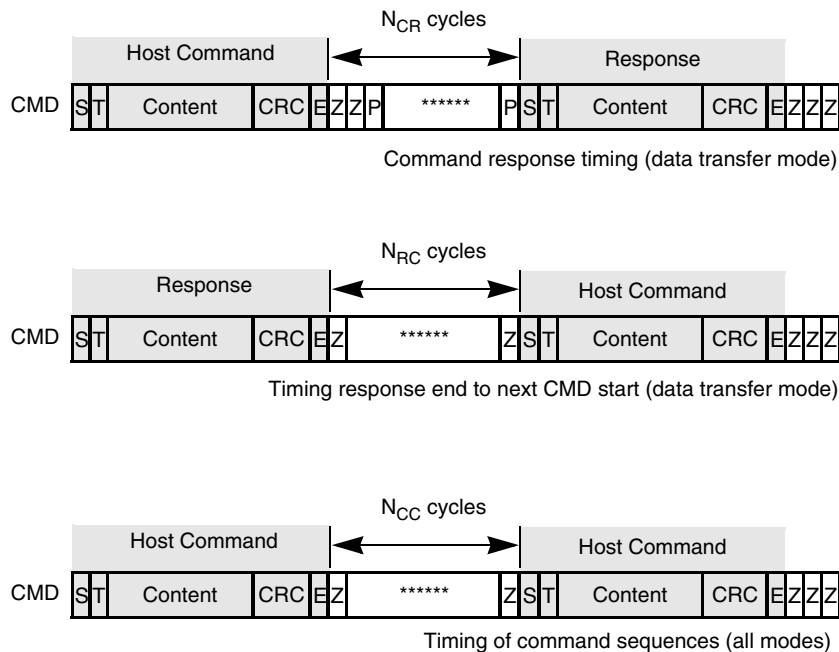 N_CR cycles
Host Command
Response
CMD S T Content CRC E Z Z P ****** P S T Content CRC E Z Z Z
Command response timing (data transfer mode)
N_RC cycles
Response
Host Command
CMD S T Content CRC E Z ****** Z S T Content CRC E Z Z Z
Timing response end to next CMD start (data transfer mode)
N_CC cycles
Host Command
Host Command
CMD S T Content CRC E Z ****** Z S T Content CRC E Z Z Z
Timing of command sequences (all modes)